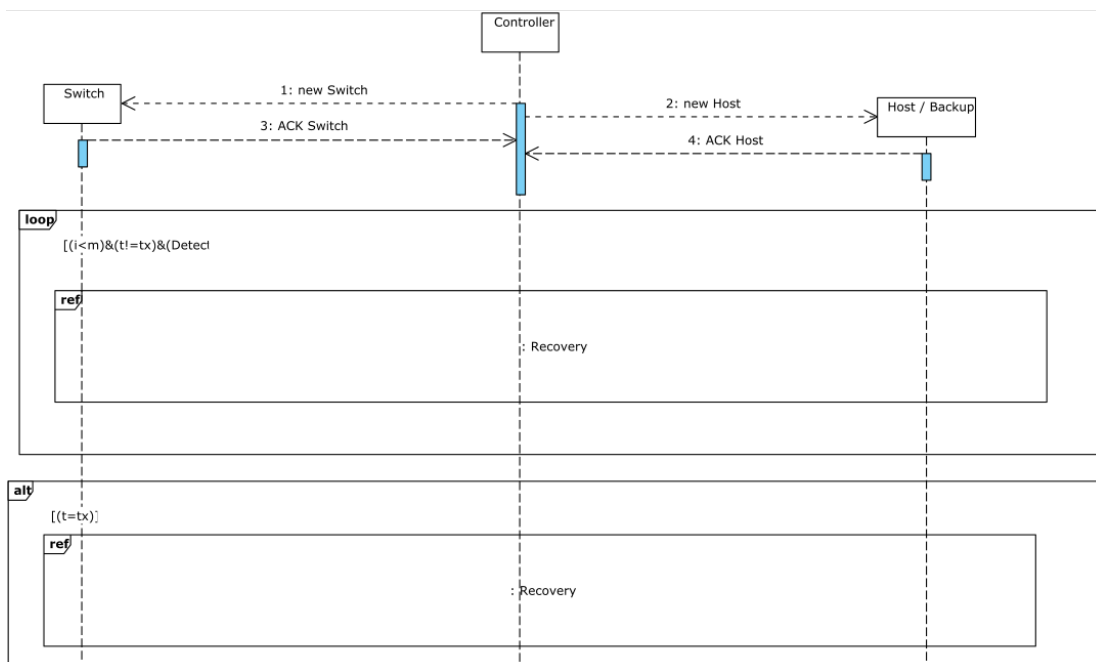 Controller
Switch
1: new Switch
2: new Host
Host / Backup
3: ACK Switch
4: ACK Host
loop
[(i<m)&(t!=tx)&(Detect
ref
: Recovery
alt
[(t=tx)]
ref
: Recovery